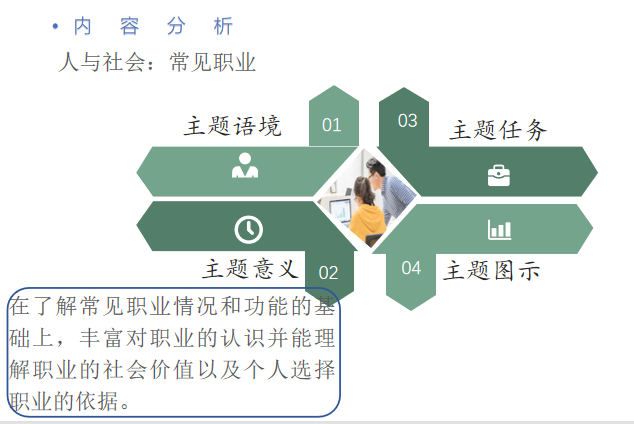 • 内 容 分 析
人与社会：常见职业
主题语境
01
03
主题任务
主题意义
02
04
主题图示
在了解常见职业情况和功能的基
础上，丰富对职业的认识并能理
解职业的社会价值以及个人选择
职业的依据。